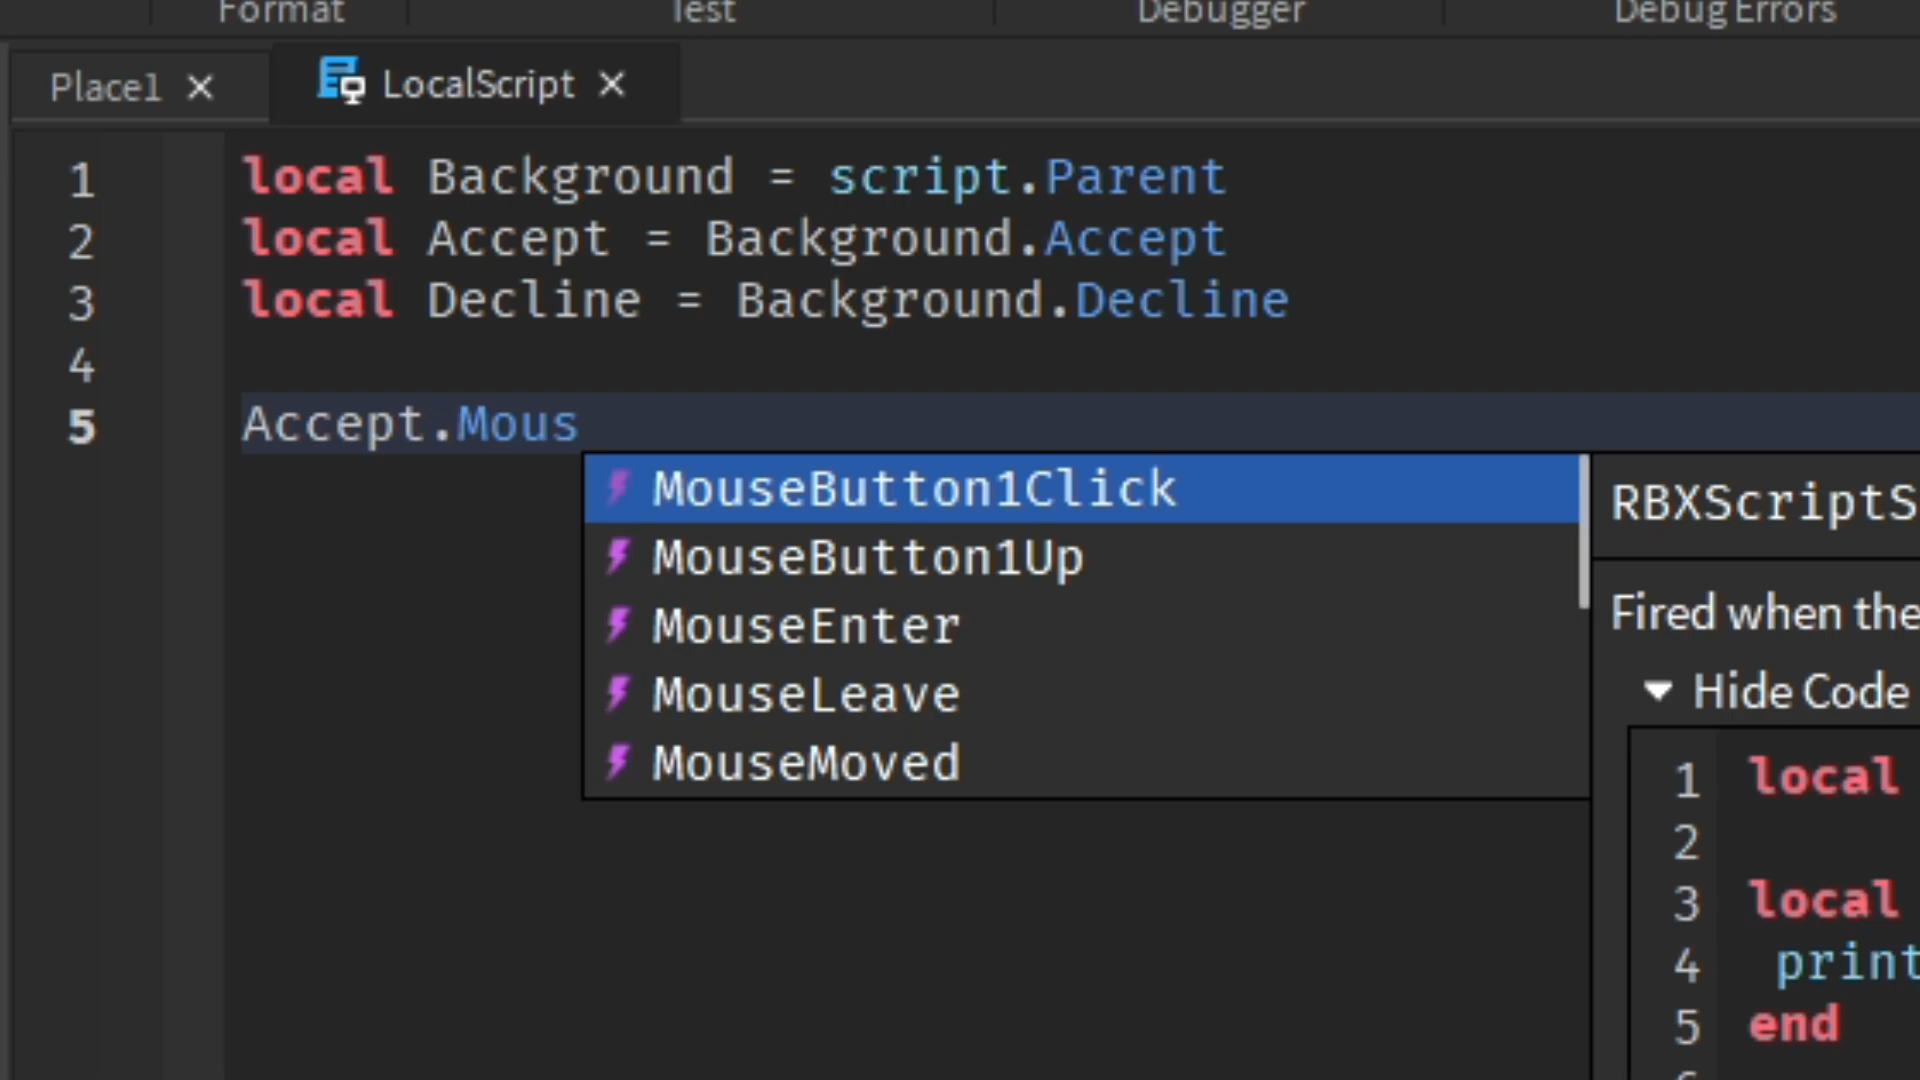 Format Test Debugger Debug Errors
Place1 LocalScript
1 local Background = script.Parent
2 local Accept = Background.Accept
3 local Decline = Background.Decline
4
5 Accept.Mous
MouseButton1Click
MouseButton1Up
MouseEnter
MouseLeave
MouseMoved
RBXScriptS
Fired when the
Hide Code
1 local
2
3 local
4 print
5 end